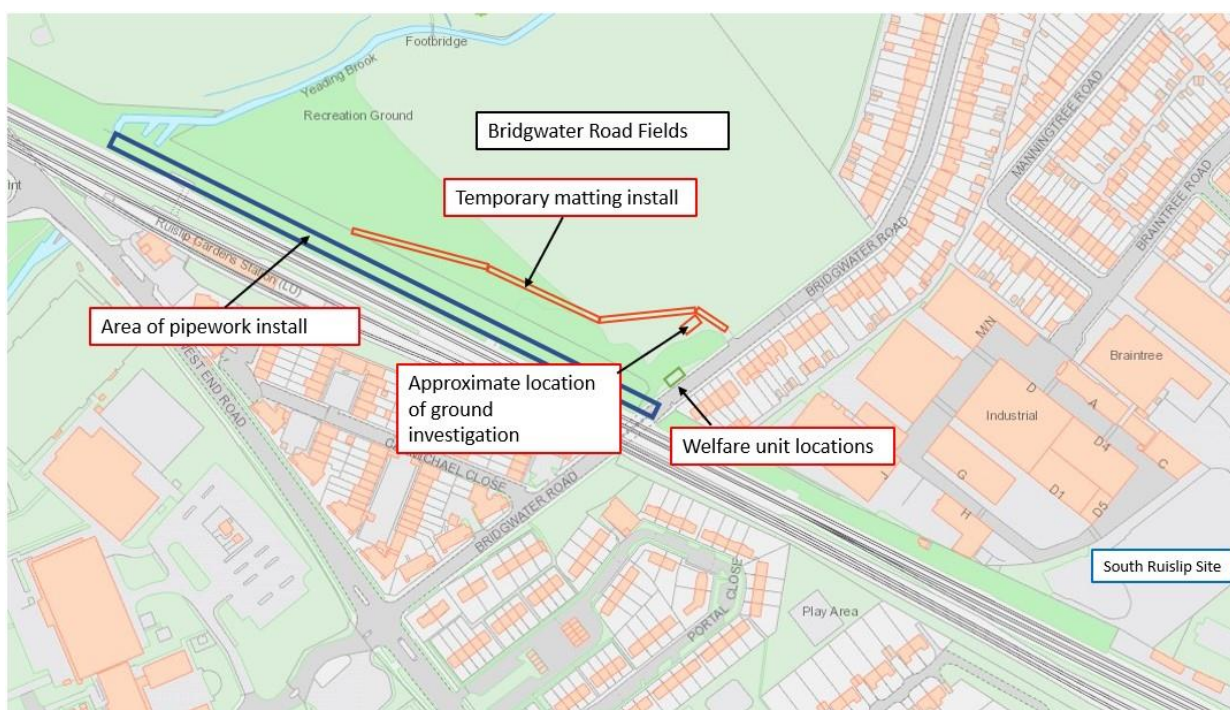 Footbridge
Yeading Brook
Recreation Ground
Bridgwater Road Fields
Temporary matting install
MANNINGTREE ROAD
BRAINTREE ROAD
BRIDGWATER ROAD
Int
Ruislip Gardens Station (LU)
Area of pipework install
WEST END ROAD
Approximate location
of ground
investigation
Welfare unit locations
M/N
Braintree
D
A
Industrial
D4
C
J
G
D1
D5
H
CARMICHAEL CLOSE
BRIDGWATER ROAD
South Ruislip Site
PORTAL CLOSE
Play Area